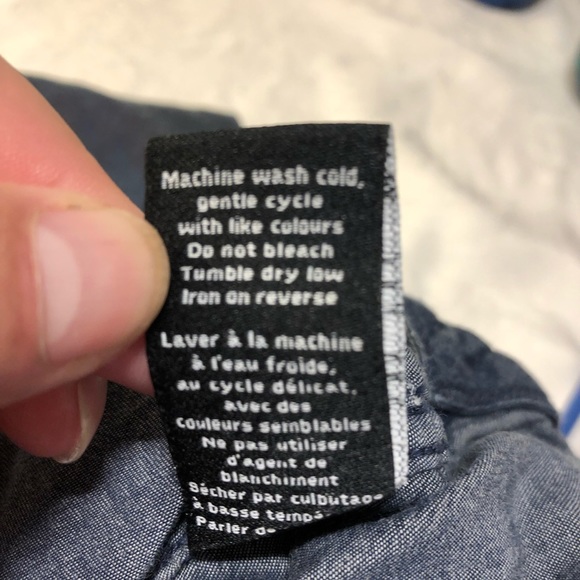 Machine wash cold,
gentle cycle
with like colours
Do not bleach
Tumble dry low
Iron on reverse
Laver à la machine
à l'eau froide,
au cycle délicat,
avec des
couleurs semblables
Ne pas utiliser
d'agent de
blanchiment
Sécher par culbutage
à basse
Parler